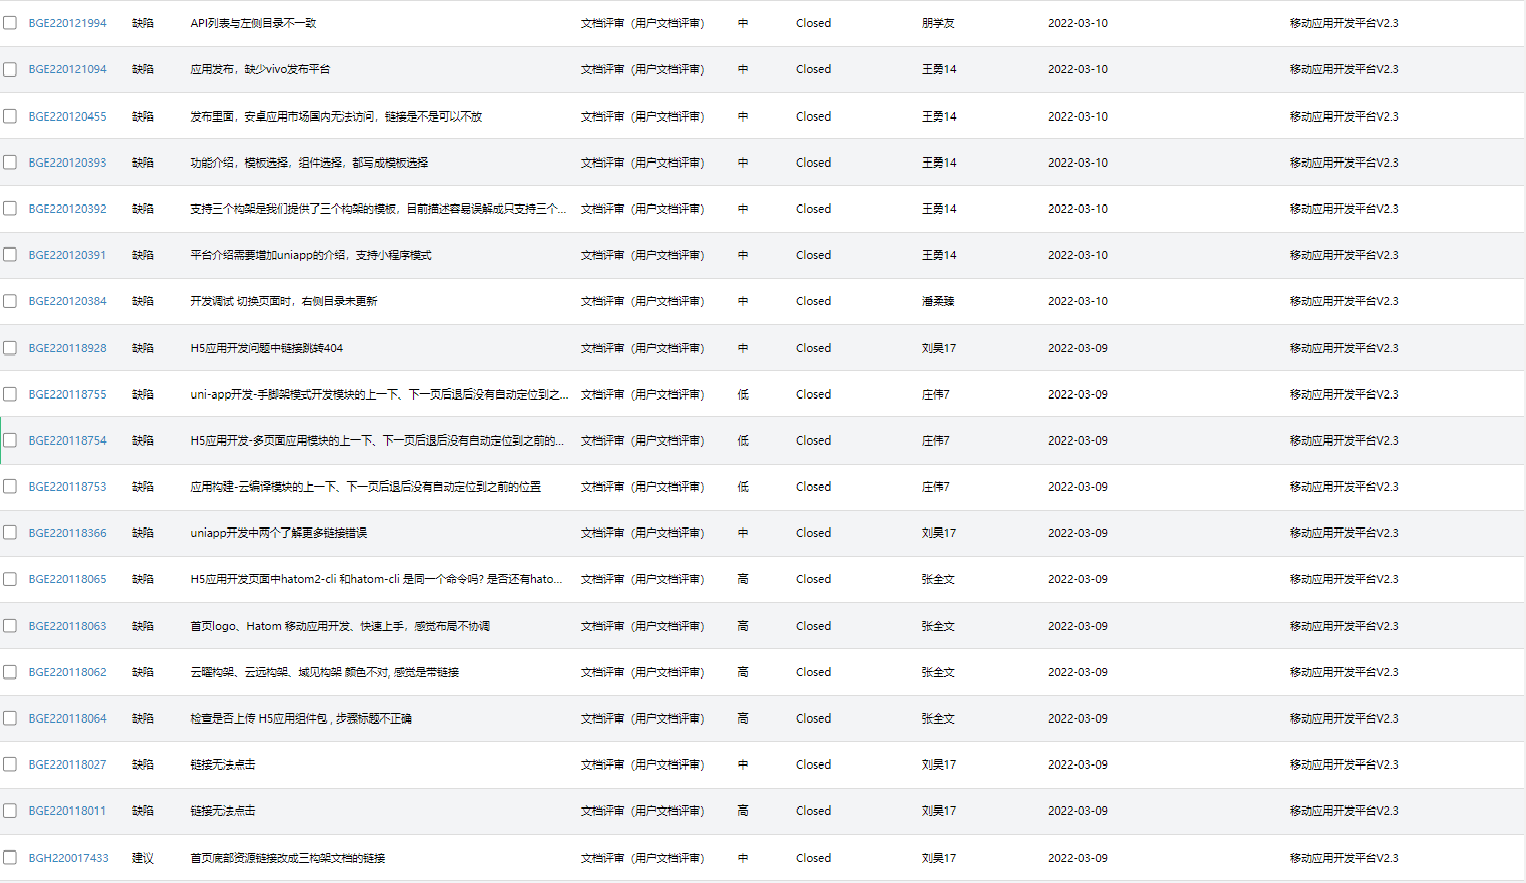 BGE220121994 缺陷 API列表与左侧目录不一致 文档评审（用户文档评审） 中 Closed 朋学友 2022-03-10 移动应用开发平台V2.3
BGE220121094 缺陷 应用发布，缺少vivo发布平台 文档评审（用户文档评审） 中 Closed 王勇14 2022-03-10 移动应用开发平台V2.3
BGE220120455 缺陷 发布里面，安卓应用市场国内无法访问，链接是不是可以不放 文档评审（用户文档评审） 中 Closed 王勇14 2022-03-10 移动应用开发平台V2.3
BGE220120393 缺陷 功能介绍，模板选择，组件选择，都写成模板选择 文档评审（用户文档评审） 中 Closed 王勇14 2022-03-10 移动应用开发平台V2.3
BGE220120392 缺陷 支持三个构架是我们提供了三个构架的模板，目前描述容易误解成只支持三个... 文档评审（用户文档评审） 中 Closed 王勇14 2022-03-10 移动应用开发平台V2.3
BGE220120391 缺陷 平台介绍需要增加uniapp的介绍，支持小程序模式 文档评审（用户文档评审） 中 Closed 王勇14 2022-03-10 移动应用开发平台V2.3
BGE220120384 缺陷 开发调试 切换页面时，右侧目录未更新 文档评审（用户文档评审） 中 Closed 潘柔臻 2022-03-10 移动应用开发平台V2.3
BGE220118928 缺陷 H5应用开发问题中链接跳转404 文档评审（用户文档评审） 中 Closed 刘昊17 2022-03-09 移动应用开发平台V2.3
BGE220118755 缺陷 uni-app开发-手脚架模式开发模块的上一下、下一页后退后没有自动定位到之... 文档评审（用户文档评审） 低 Closed 庄伟7 2022-03-09 移动应用开发平台V2.3
BGE220118754 缺陷 H5应用开发-多页面应用模块的上一下、下一页后退后没有自动定位到之前的... 文档评审（用户文档评审） 低 Closed 庄伟7 2022-03-09 移动应用开发平台V2.3
BGE220118753 缺陷 应用构建-云编译模块的上一下、下一页后退后没有自动定位到之前的位置 文档评审（用户文档评审） 低 Closed 庄伟7 2022-03-09 移动应用开发平台V2.3
BGE220118366 缺陷 uniapp开发中两个了解更多链接错误 文档评审（用户文档评审） 中 Closed 刘昊17 2022-03-09 移动应用开发平台V2.3
BGE220118065 缺陷 H5应用开发页面中hatom2-cli 和hatom-cli 是同一个命令吗? 是否还有hato... 文档评审（用户文档评审） 高 Closed 张全文 2022-03-09 移动应用开发平台V2.3
BGE220118063 缺陷 首页logo、Hatom 移动应用开发、快速上手，感觉布局不协调 文档评审（用户文档评审） 高 Closed 张全文 2022-03-09 移动应用开发平台V2.3
BGE220118062 缺陷 云曜构架、云远构架、域见构架 颜色不对, 感觉是带链接 文档评审（用户文档评审） 高 Closed 张全文 2022-03-09 移动应用开发平台V2.3
BGE220118064 缺陷 检查是否上传 H5应用组件包 , 步骤标题不正确 文档评审（用户文档评审） 高 Closed 张全文 2022-03-09 移动应用开发平台V2.3
BGE220118027 缺陷 链接无法点击 文档评审（用户文档评审） 中 Closed 刘昊17 2022-03-09 移动应用开发平台V2.3
BGE220118011 缺陷 链接无法点击 文档评审（用户文档评审） 高 Closed 刘昊17 2022-03-09 移动应用开发平台V2.3
BGH220017433 建议 首页底部资源链接改成三构架文档的链接 文档评审（用户文档评审） 中 Closed 刘昊17 2022-03-09 移动应用开发平台V2.3